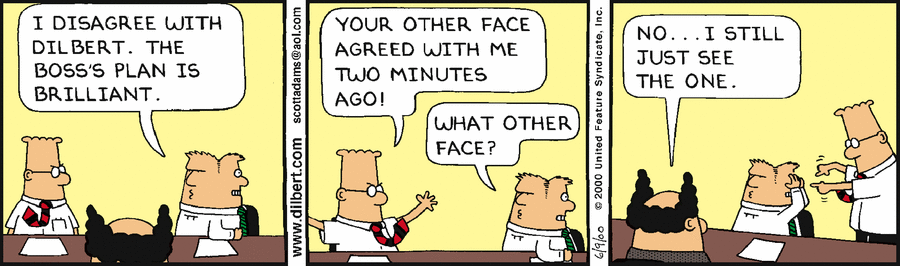 I DISAGREE WITH
DILBERT. THE
BOSS'S PLAN IS
BRILLIANT.
www.dilbert.com scottadams@aol.com
YOUR OTHER FACE
AGREED WITH ME
TWO MINUTES
AGO!
WHAT OTHER
FACE?
6/9/00 © 2000 United Feature Syndicate, Inc.
NO...I STILL
JUST SEE
THE ONE.